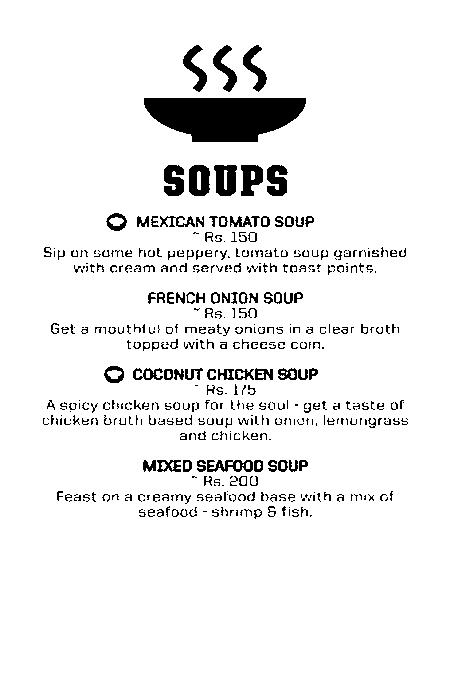 SOUPS
MEXICAN TOMATO SOUP
~ Rs. 150
Sip on some hot peppery, tomato soup garnished
with cream and served with toast points.
FRENCH ONION SOUP
~ Rs. 150
Get a mouthful of meaty onions in a clear broth
topped with a cheese corn.
COCONUT CHICKEN SOUP
~ Rs. 175
A spicy chicken soup for the soul - get a taste of
chicken broth based soup with onion, lemongrass
and chicken.
MIXED SEAFOOD SOUP
~ Rs. 200
Feast on a creamy seafood base with a mix of
seafood - shrimp & fish.